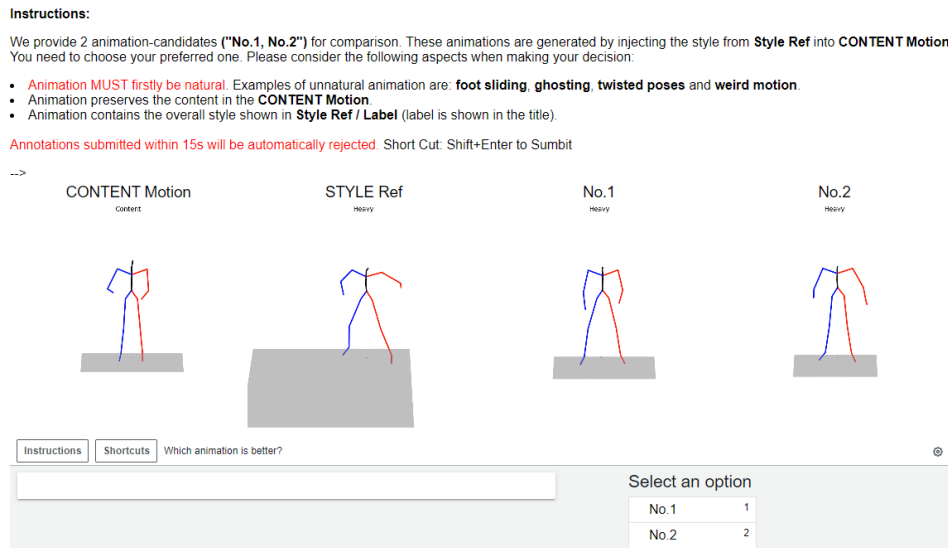 Instructions:
We provide 2 animation-candidates ("No.1, No.2") for comparison. These animations are generated by injecting the style from Style Ref into CONTENT Motion
You need to choose your preferred one. Please consider the following aspects when making your decision:
• Animation MUST firstly be natural. Examples of unnatural animation are: foot sliding, ghosting, twisted poses and weird motion.
• Animation preserves the content in the CONTENT Motion.
• Animation contains the overall style shown in Style Ref / Label (label is shown in the title).
Annotations submitted within 15s will be automatically rejected. Short Cut: Shift+Enter to Sumbit
-->
CONTENT Motion STYLE Ref No.1 No.2
Content Heavy Heavy Heavy
Instructions Shortcuts Which animation is better?
Select an option
No.1 1
No.2 2